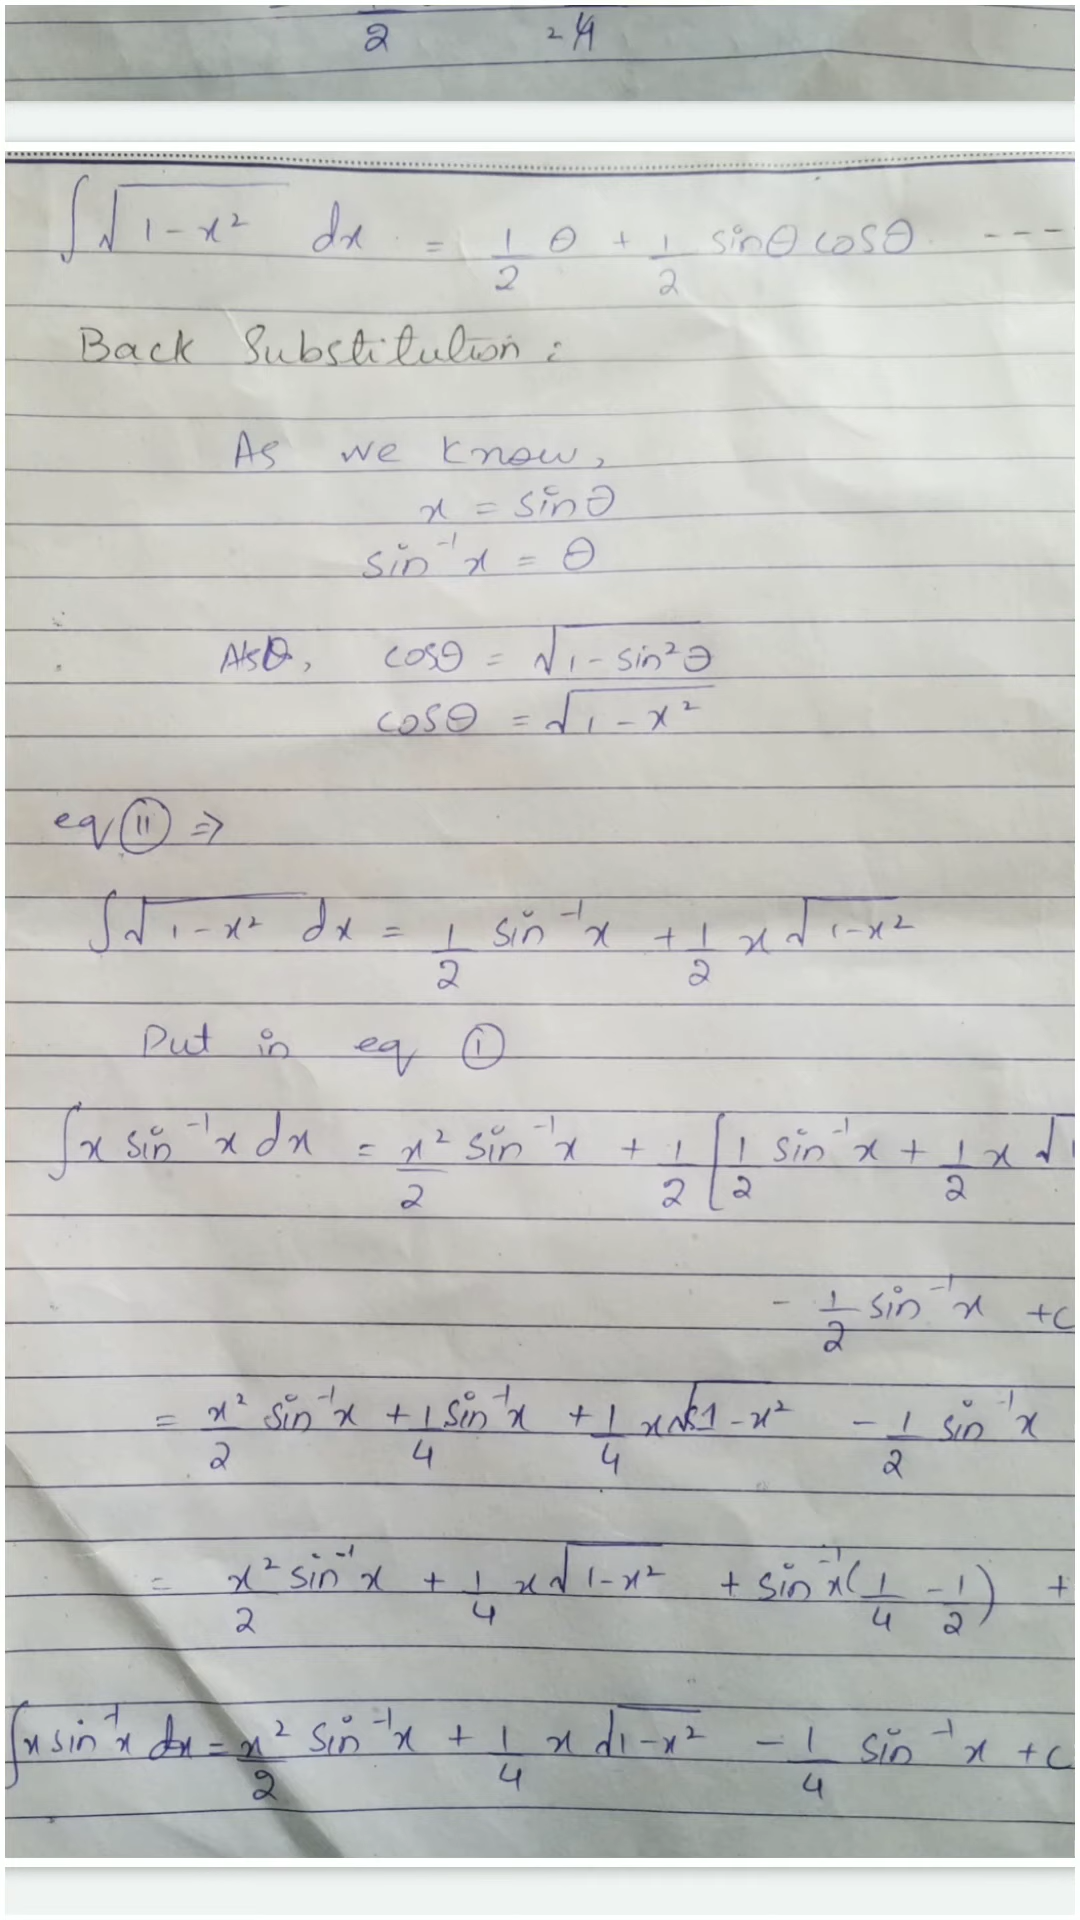 2 24
∫√1-x² dx = 1/2 θ + 1/2 sinθ cosθ ---
Back Substitution:
As we know,
x = sinθ
sin⁻¹x = θ
Also, cosθ = √1-sin²θ
cosθ = √1-x²
eq (II) ⇒
∫√1-x² dx = 1/2 sin⁻¹x + 1/2 x√1-x²
Put in eq (I)
∫x sin⁻¹x dx = x²/2 sin⁻¹x + 1/2 [1/2 sin⁻¹x + 1/2 x √1
- 1/2 sin⁻¹x + c
= x²/2 sin⁻¹x + 1/4 sin⁻¹x + 1/4 x√1-x² - 1/2 sin⁻¹x
= x²/2 sin⁻¹x + 1/4 x√1-x² + sin⁻¹x(1/4 - 1/2) +
∫x sin⁻¹x dx = x²/2 sin⁻¹x + 1/4 x√1-x² - 1/4 sin⁻¹x + c